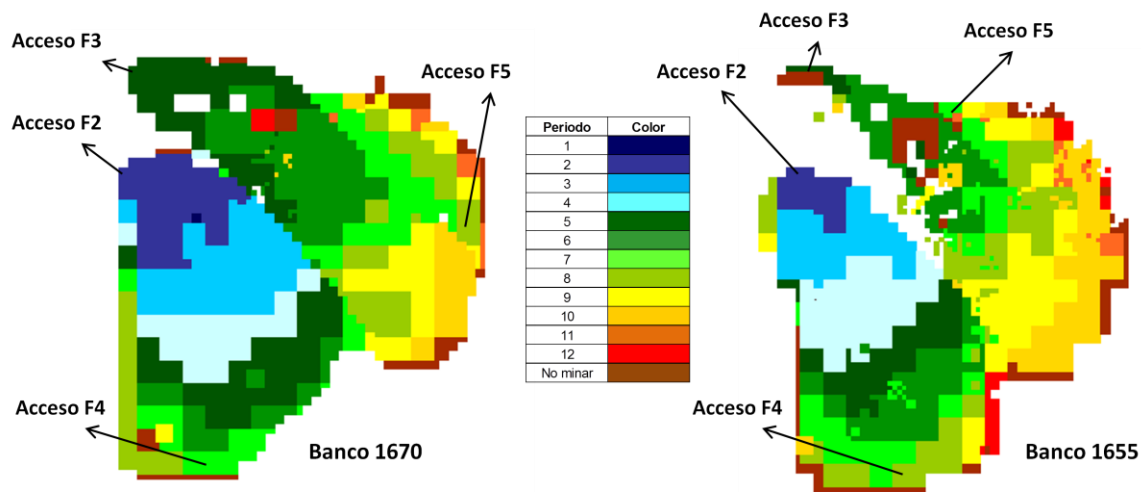 Acceso F3
Acceso F2
Acceso F5
Acceso F4
Banco 1670
Periodo Color
1
2
3
4
5
6
7
8
9
10
11
12
No minar
Acceso F3
Acceso F5
Acceso F2
Acceso F4
Banco 1655